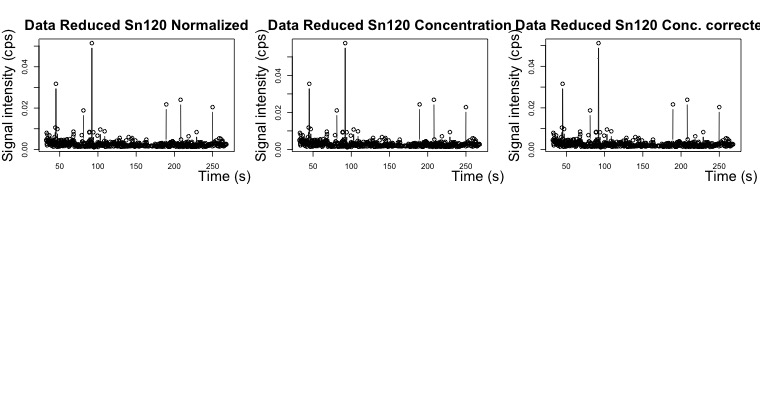 Data Reduced Sn120 Normalized
Signal intensity (cps)
0.00 0.02 0.04
50 100 150 200 250
Time (s)
Data Reduced Sn120 Concentration
Signal intensity (cps)
0.00 0.02 0.04
50 100 150 200 250
Time (s)
Data Reduced Sn120 Conc. correcte
Signal intensity (cps)
0.00 0.02 0.04
50 100 150 200 250
Time (s)